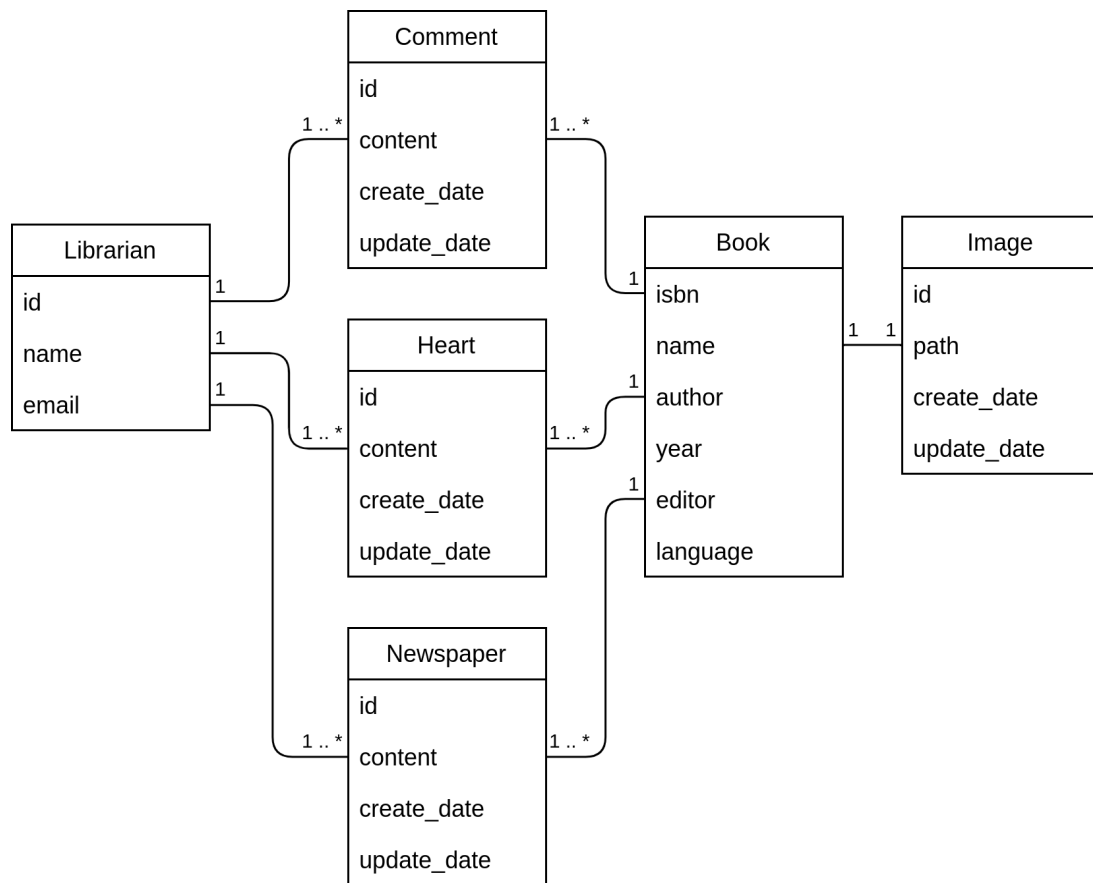 Comment
id
content
create_date
update_date
1 .. *
1 .. *
Librarian
id
name
email
1
1
1
Heart
id
content
create_date
update_date
1 .. *
1 .. *
Newspaper
id
content
create_date
update_date
1 .. *
1 .. *
Book
isbn
name
author
year
editor
language
1
1
1
1
1
Image
id
path
create_date
update_date